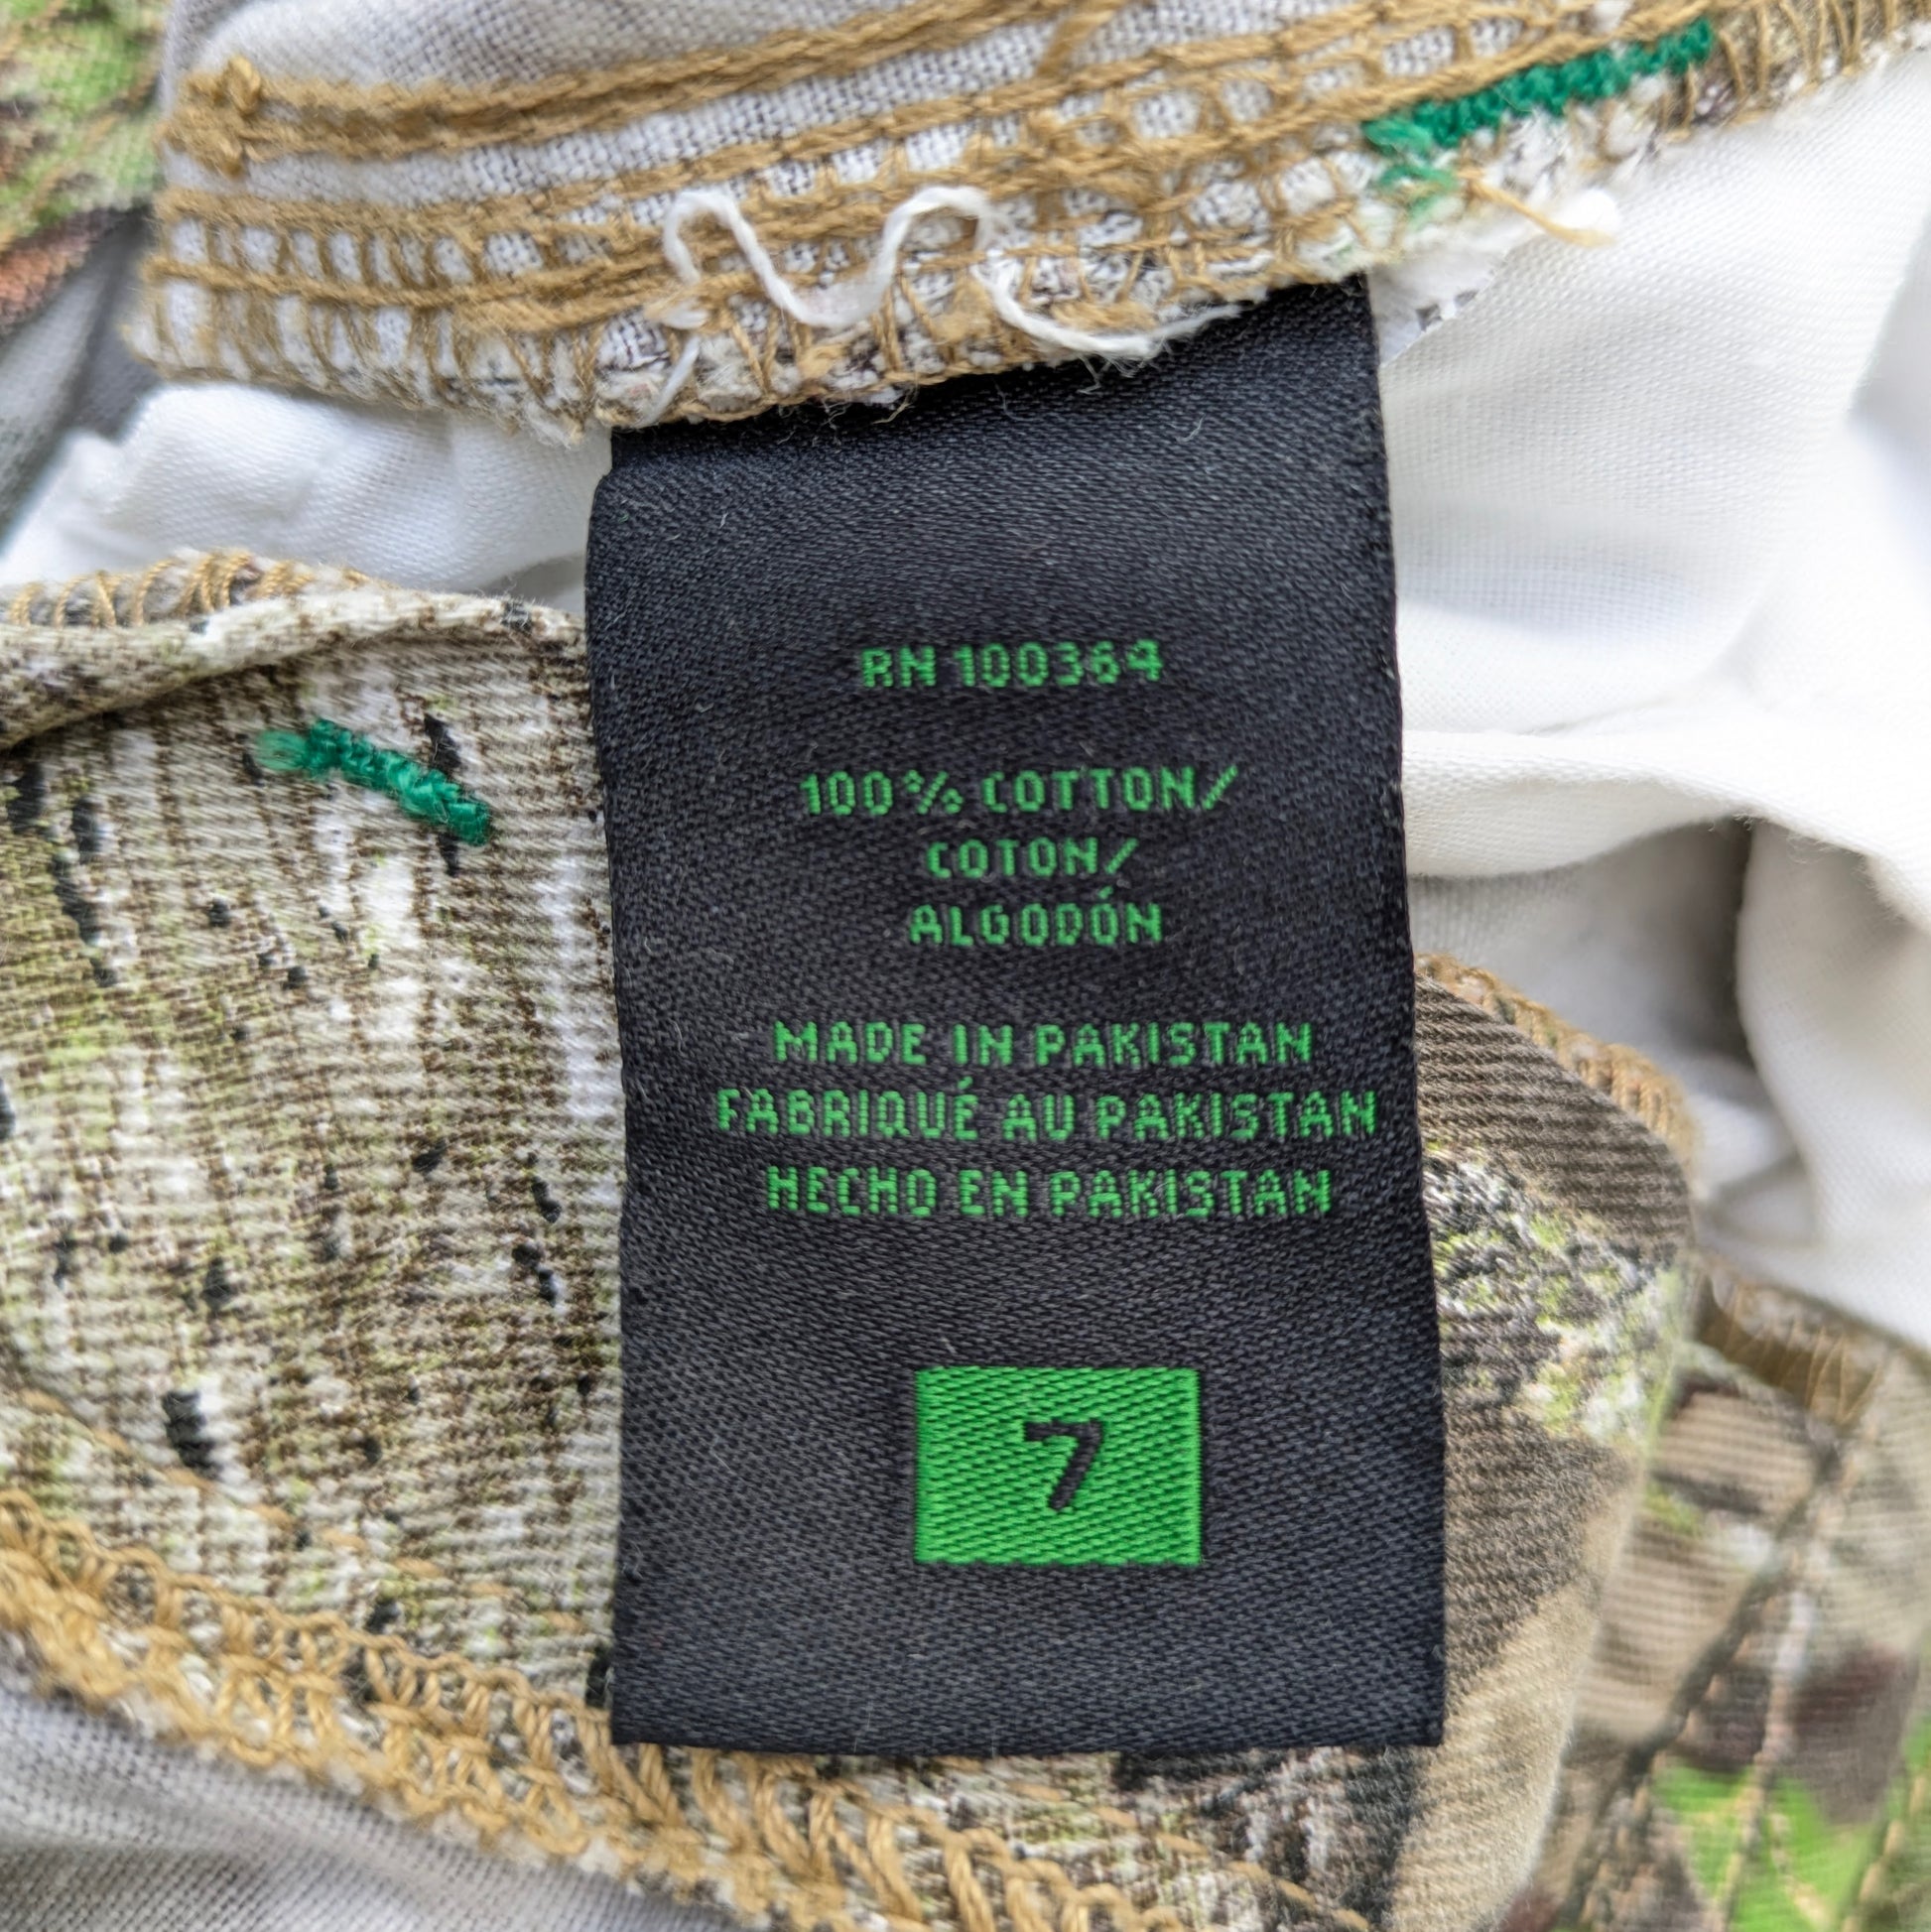 RN 100364
100% COTTON/
COTON/
ALGODÓN
MADE IN PAKISTAN
FABRIQUÉ AU PAKISTAN
HECHO EN PAKISTAN
7